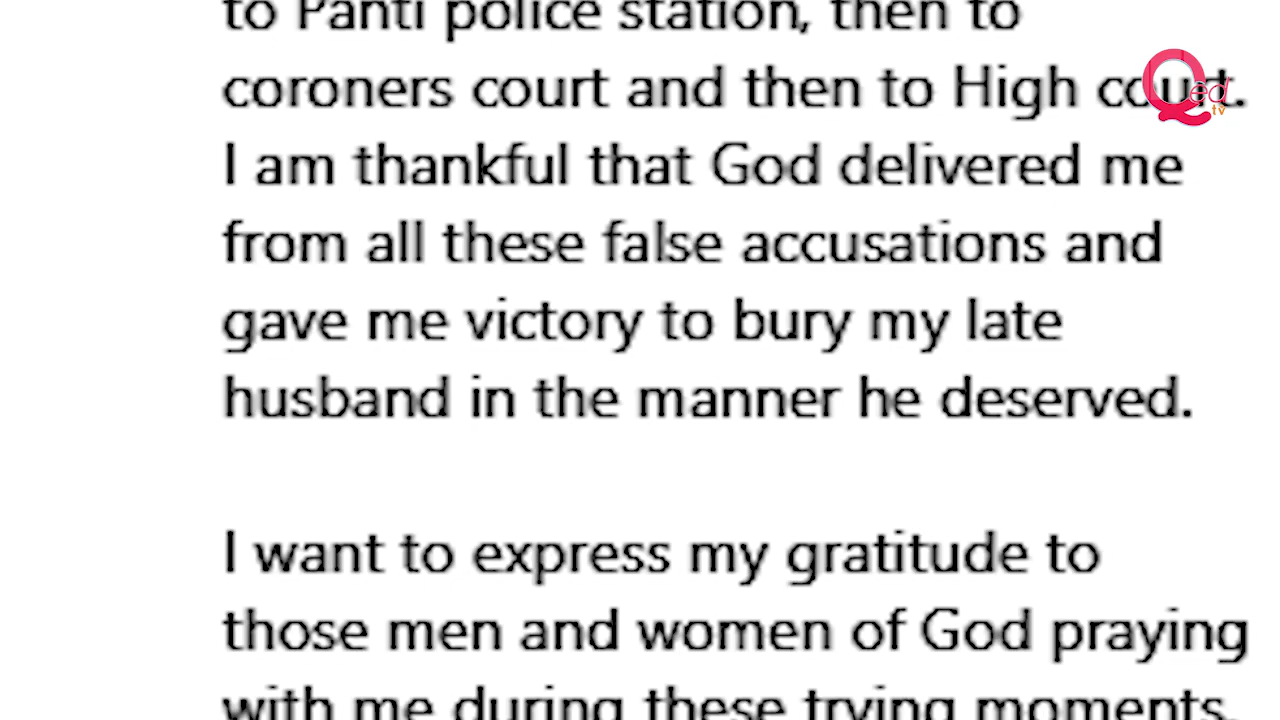 to Panti police station, then to
coroners court and then to High court.
I am thankful that God delivered me
from all these false accusations and
gave me victory to bury my late
husband in the manner he deserved.
I want to express my gratitude to
those men and women of God praying
with me during these trying moments.
Qed
tv